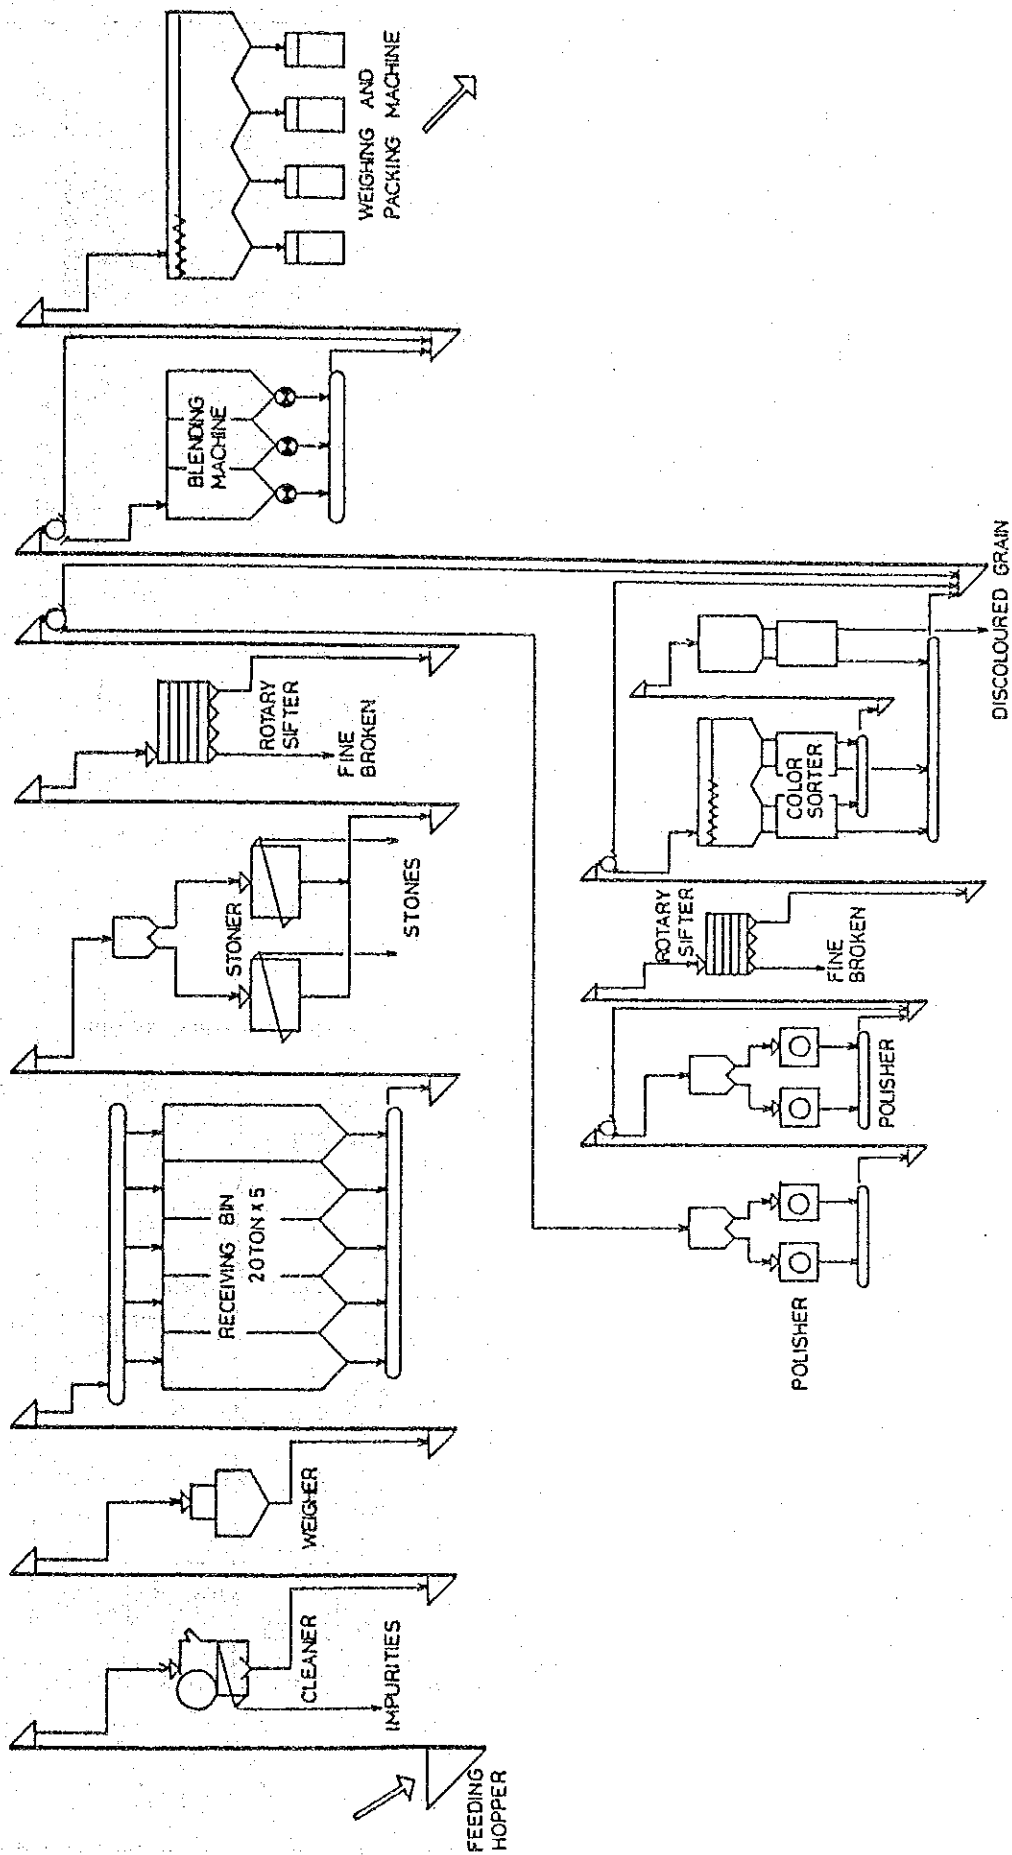 FEEDING
HOPPER
CLEANER
IMPURITIES
WEIGHER
RECEIVING BIN
20TON X 5
STONER
STONES
ROTARY
SIFTER
FINE
BROKEN
BLENDING
MACHINE
WEIGHING AND
PACKING MACHINE
POLISHER
POLISHER
ROTARY
SIFTER
FINE
BROKEN
COLOR
SORTER
DISCOLOURED GRAIN